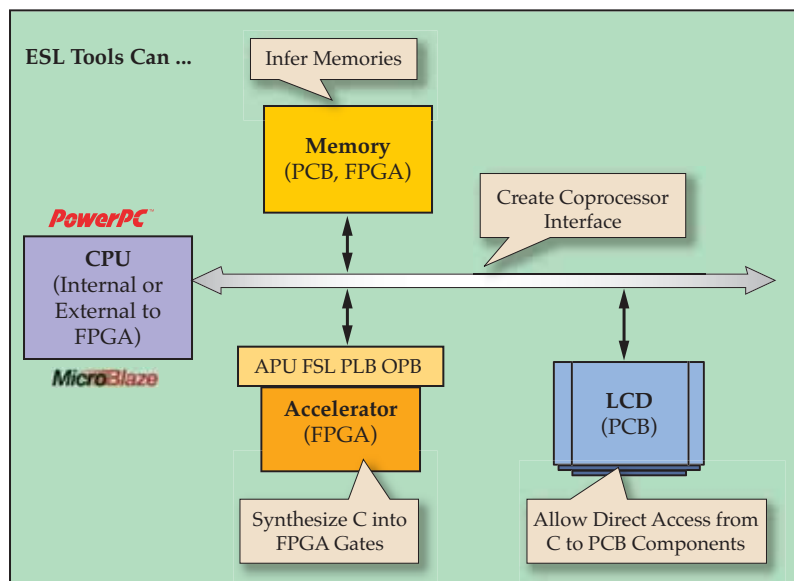 ESL Tools Can ...
Infer Memories
Memory
(PCB, FPGA)
Create Coprocessor
Interface
PowerPC™
CPU
(Internal or
External to
FPGA)
MicroBlaze
APU FSL PLB OPB
Accelerator
(FPGA)
LCD
(PCB)
Synthesize C into
FPGA Gates
Allow Direct Access from
C to PCB Components